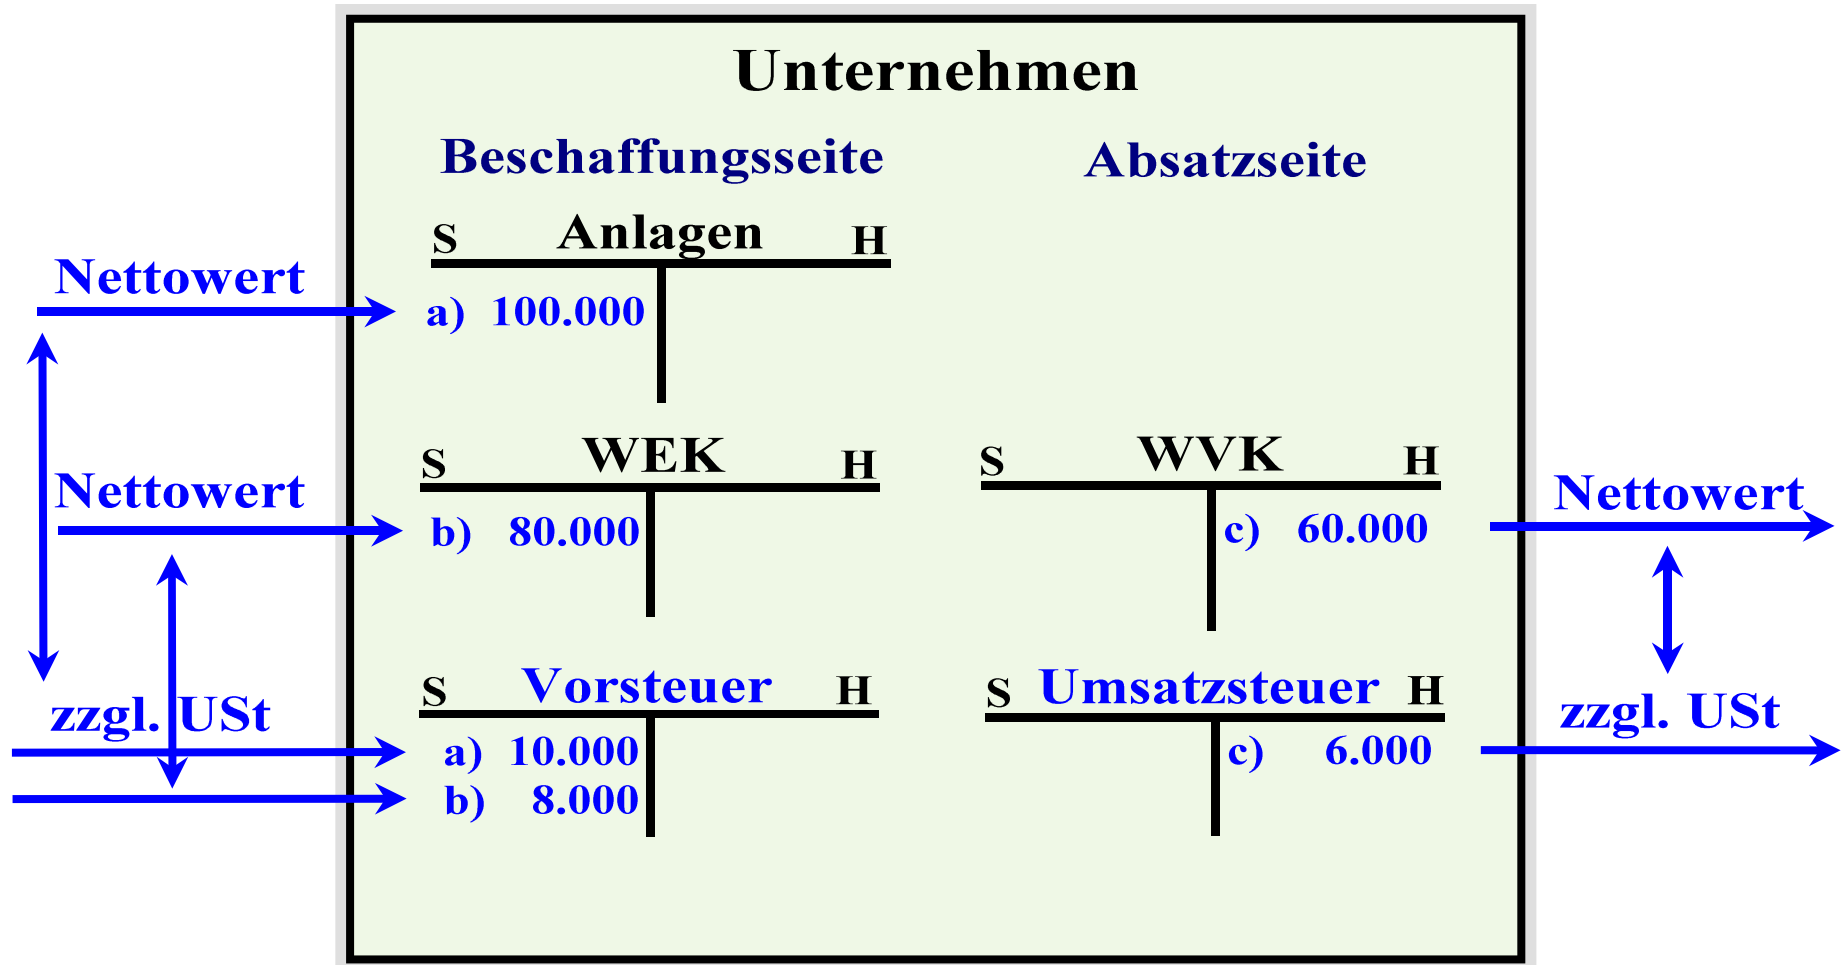 Unternehmen
Beschaffungsseite
Absatzseite
S Anlagen H
Nettowert
a) 100.000
S WEK H
S WVK H
Nettowert
b) 80.000
c) 60.000
Nettowert
S Vorsteuer H
S Umsatzsteuer H
zzgl. USt
a) 10.000
c) 6.000
zzgl. USt
b) 8.000